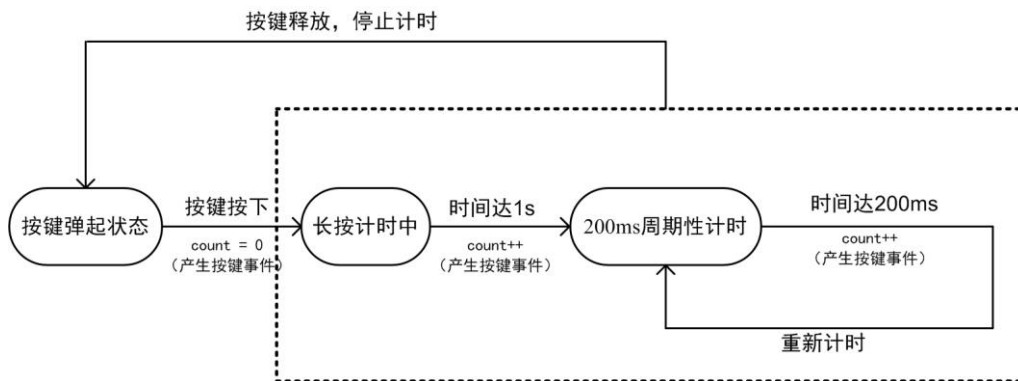 按键释放，停止计时
按键弹起状态
按键按下
count = 0
（产生按键事件）
长按计时中
时间达1s
count++
（产生按键事件）
200ms周期性计时
时间达200ms
count++
（产生按键事件）
重新计时